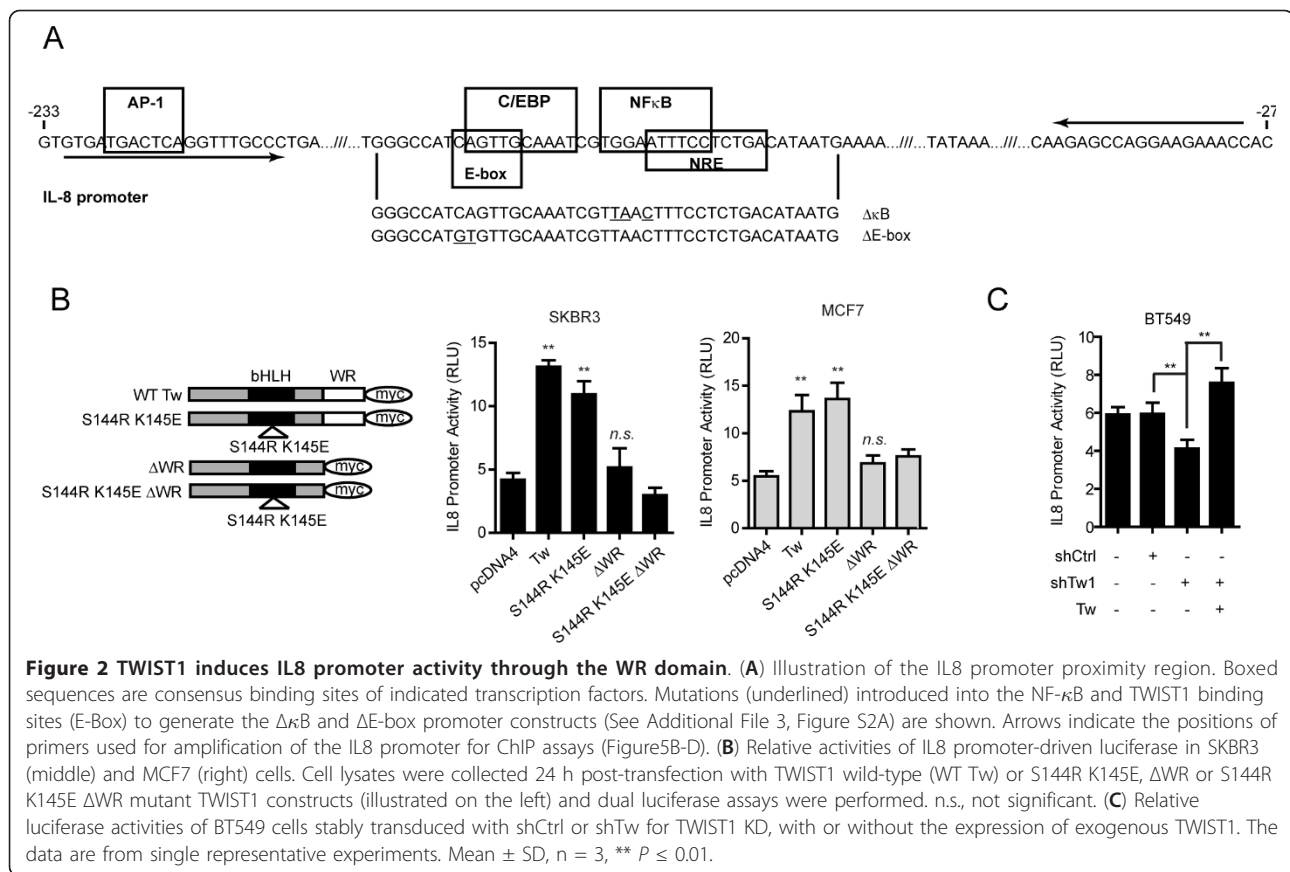 A
AP-1
C/EBP
NFκB
-233
-27
GTGTGATGACTCAGGTTTGCCCTGA...///...TGGGCCATCAGTTGCAAATCGTGGAATTTCCTCTGACATAATGAAAA...///...TATAAA...///...CAAGAGCCAGGAAGAAACCAC
E-box
NRE
IL-8 promoter
GGGCCATCAGTTGCAAATCGTTAACTTTCCTCTGACATAATG ΔκB
GGGCCATGTGTTGCAAATCGTTAACTTTCCTCTGACATAATG ΔE-box
B
bHLH WR
WT Tw myc
S144R K145E myc
S144R K145E
ΔWR myc
S144R K145E ΔWR myc
S144R K145E
SKBR3
IL8 Promoter Activity (RLU)
15
10
5
0
**
**
n.s.
pcDNA4
Tw
S144R K145E
ΔWR
S144R K145E ΔWR
MCF7
IL8 Promoter Activity (RLU)
20
15
10
5
0
**
**
n.s.
pcDNA4
Tw
S144R K145E
ΔWR
S144R K145E ΔWR
C
BT549
IL8 Promoter Activity (RLU)
10
8
6
4
2
0
**
**
shCtrl - + - -
shTw1 - - + +
Tw - - - +
Figure 2 TWIST1 induces IL8 promoter activity through the WR domain. (A) Illustration of the IL8 promoter proximity region. Boxed
sequences are consensus binding sites of indicated transcription factors. Mutations (underlined) introduced into the NF-κB and TWIST1 binding
sites (E-Box) to generate the ΔκB and ΔE-box promoter constructs (See Additional File 3, Figure S2A) are shown. Arrows indicate the positions of
primers used for amplification of the IL8 promoter for ChIP assays (Figure5B-D). (B) Relative activities of IL8 promoter-driven luciferase in SKBR3
(middle) and MCF7 (right) cells. Cell lysates were collected 24 h post-transfection with TWIST1 wild-type (WT Tw) or S144R K145E, ΔWR or S144R
K145E ΔWR mutant TWIST1 constructs (illustrated on the left) and dual luciferase assays were performed. n.s., not significant. (C) Relative
luciferase activities of BT549 cells stably transduced with shCtrl or shTw for TWIST1 KD, with or without the expression of exogenous TWIST1. The
data are from single representative experiments. Mean ± SD, n = 3, ** P ≤ 0.01.